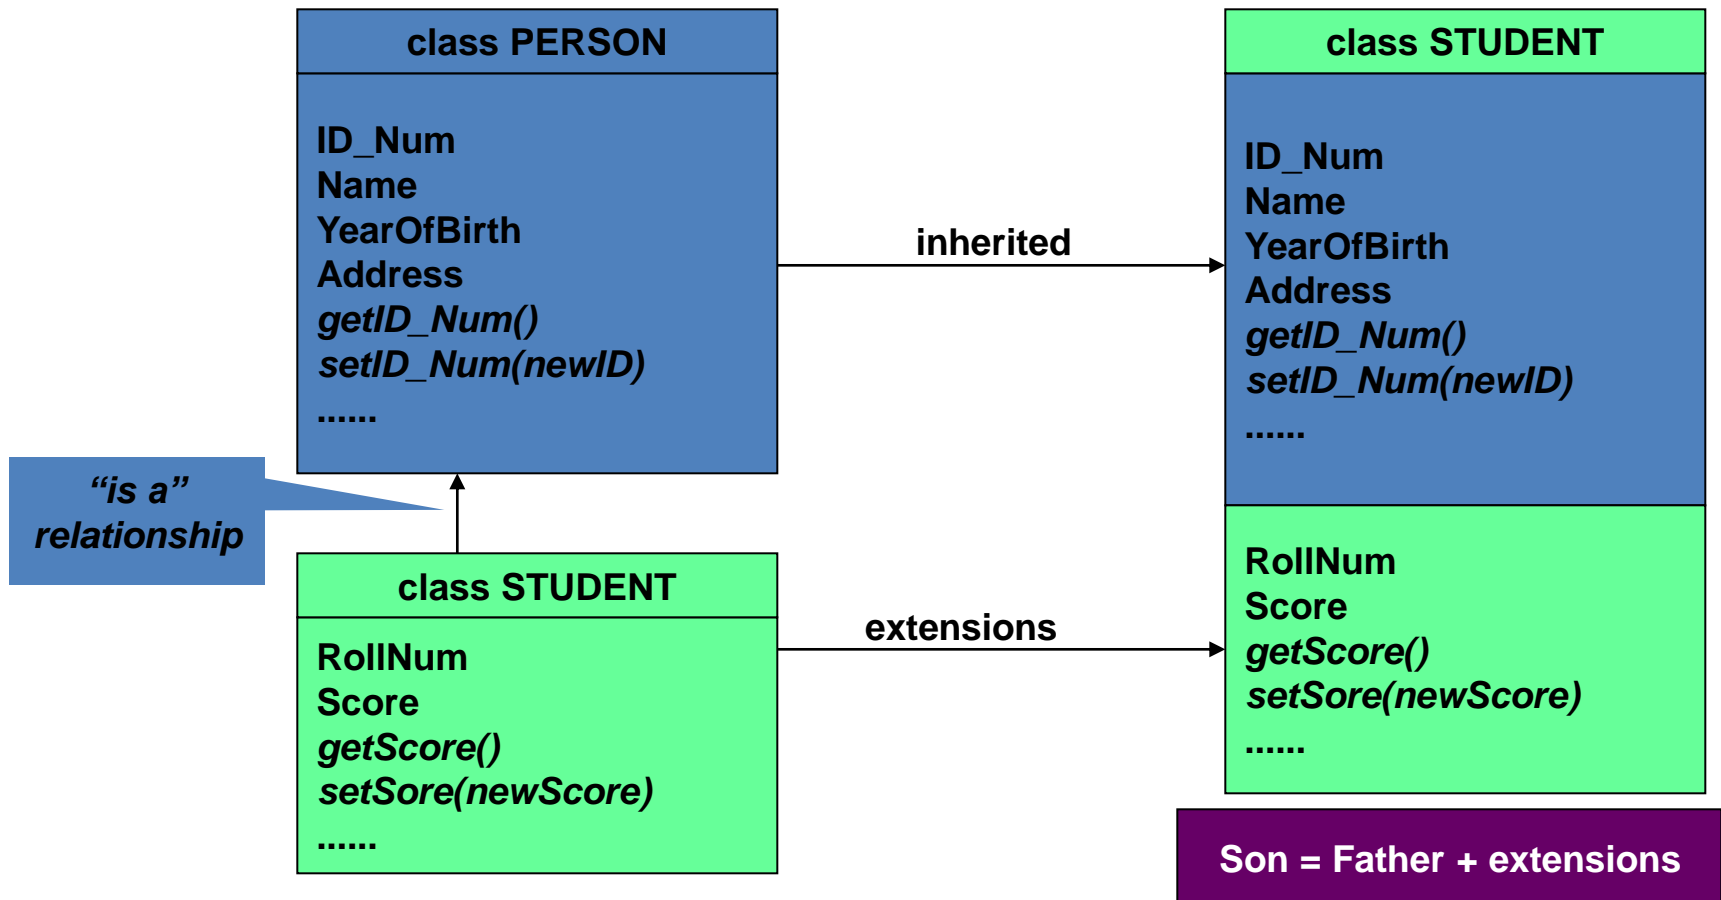 class PERSON
ID_Num
Name
YearOfBirth
Address
getID_Num()
setID_Num(newID)
......
inherited
class STUDENT
ID_Num
Name
YearOfBirth
Address
getID_Num()
setID_Num(newID)
......
RollNum
Score
getScore()
setSore(newScore)
......
“is a”
relationship
class STUDENT
RollNum
Score
getScore()
setSore(newScore)
......
extensions
Son = Father + extensions